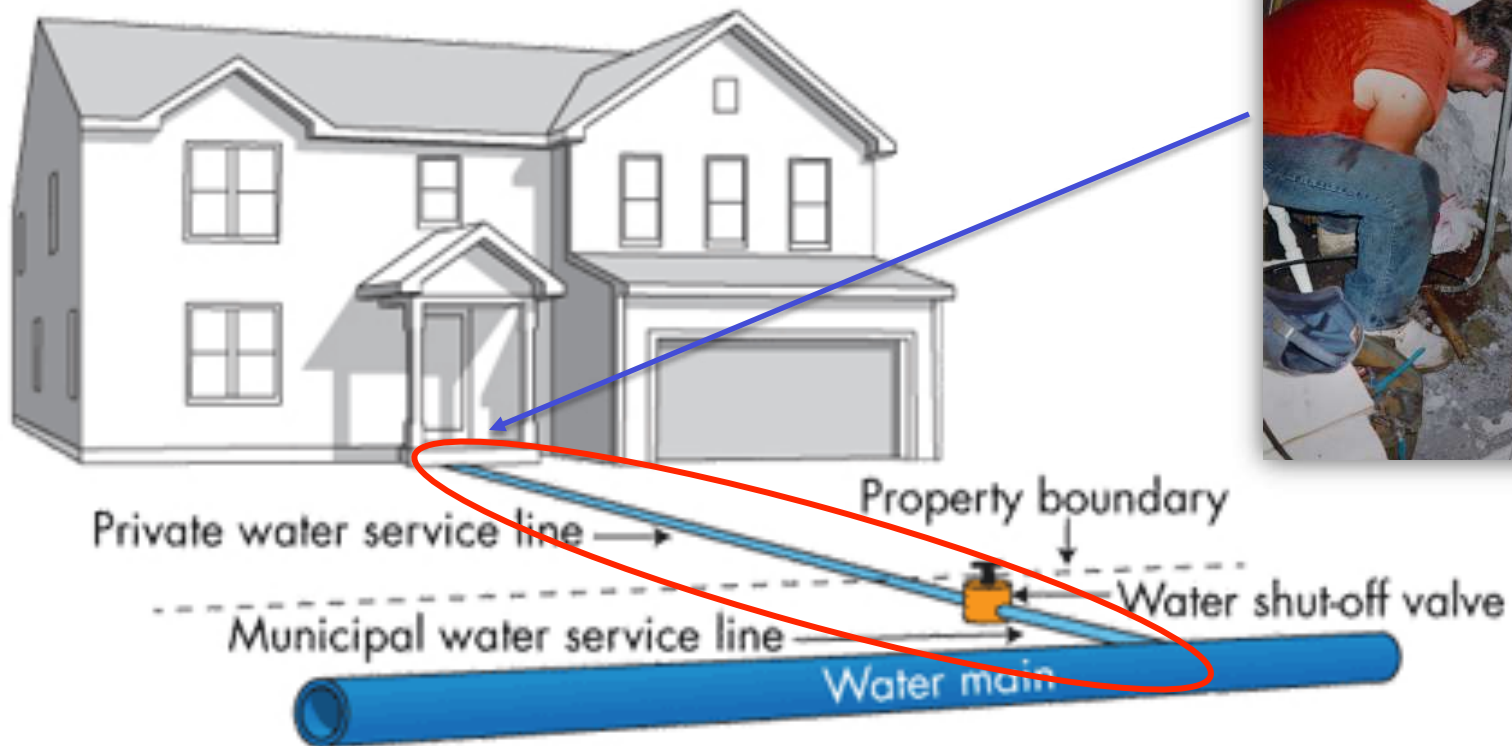 Property boundary
Private water service line
Water shut-off valve
Municipal water service line
Water main